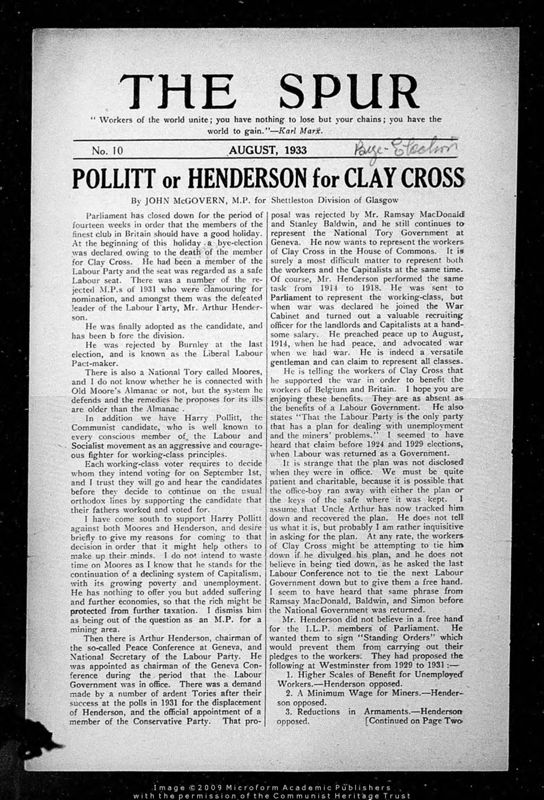 THE SPUR
" Workers of the world unite; you have nothing to lose but your chains; you have the
world to gain."—Karl Marx.
No. 10
AUGUST, 1933
Bye-Election
POLLITT or HENDERSON for CLAY CROSS
By JOHN McGOVERN, M.P. for Shettleston Division of Glasgow
Parliament has closed down for the period of
fourteen weeks in order that the members of the
finest club in Britain should have a good holiday.
At the beginning of this holiday a bye-election
was declared owing to the death of the member
for Clay Cross. He had been a member of the
Labour Party and the seat was regarded as a safe
Labour seat. There was a number of the re-
jected M.P.s of 1931 who were clamouring for
nomination, and amongst them was the defeated
leader of the Labour Party, Mr. Arthur Hender-
son.
He was finally adopted as the candidate, and
has been b fore the division.
He was rejected by Burnley at the last
election, and is known as the Liberal Labour
Pact-maker.
There is also a National Tory called Moores,
and I do not know whether he is connected with
Old Moore's Almanac or not, but the system he
defends and the remedies he proposes for its ills
are older than the Almanac .
In addition we have Harry Pollitt, the
Communist candidate, who is well known to
every conscious member of the Labour and
Socialist movement as an aggressive and courage-
ous fighter for working-class principles.
Each working-class voter requires to decide
whom they intend voting for on September 1st,
and I trust they will go and hear the candidates
before they decide to continue on the usual
orthodox lines by supporting the candidate that
their fathers worked and voted for.
I have come south to support Harry Pollitt
against both Moores and Henderson, and desire
briefly to give my reasons for coming to that
decision in order that it might help others to
make up their minds. I do not intend to waste
time on Moores as I know that he stands for the
continuation of a declining system of Capitalism,
with its growing poverty and unemployment.
He has nothing to offer you but added suffering
and further economies, so that the rich might be
protected from further taxation. I dismiss him
as being out of the question as an M.P. for a
mining area.
Then there is Arthur Henderson, chairman of
the so-called Peace Conference at Geneva, and
National Secretary of the Labour Party. He
was appointed as chairman of the Geneva Con-
ference during the period that the Labour
Government was in office. There was a demand
made by a number of ardent Tories after their
success at the polls in 1931 for the displacement
of Henderson, and the official appointment of a
member of the Conservative Party. That pro-
posal was rejected by Mr. Ramsay MacDonald
and Stanley Baldwin, and he still continues to
represent the National Tory Government at
Geneva. He now wants to represent the workers
of Clay Cross in the House of Commons. It is
surely a most difficult matter to represent both
the workers and the Capitalists at the same time.
Of course, Mr. Henderson performed the same
task from 1914 to 1918. He was sent to
Parliament to represent the working-class, but
when war was declared he joined the War
Cabinet and turned out a valuable recruiting
officer for the landlords and Capitalists at a hand-
some salary. He preached peace up to August,
1914, when he had peace, and advocated war
when we had war. He is indeed a versatile
gentleman and can claim to represent all classes.
He is telling the workers of Clay Cross that
he supported the war in order to benefit the
workers of Belgium and Britain. I hope you are
enjoying these benefits. They are as absent as
the benefits of a Labour Government. He also
states "That the Labour Party is the only party
that has a plan for dealing with unemployment
and the miners' problems." I seemed to have
heard that claim before 1924 and 1929 elections,
when Labour was returned as a Government.
It is strange that the plan was not disclosed
when they were in office. We must be quite
patient and charitable, because it is possible that
the office-boy ran away with either the plan or
the keys of the safe where it was kept. I
assume that Uncle Arthur has now tracked him
down and recovered the plan. He does not tell
us what it is, but probably I am rather inquisitive
in asking for the plan. At any rate, the workers
of Clay Cross might be attempting to tie him
down if he divulged his plan, and he does not
believe in being tied down, as he asked the last
Labour Conference not to tie the next Labour
Government down but to give them a free hand.
I seem to have heard that same phrase from
Ramsay MacDonald, Baldwin, and Simon before
the National Government was returned.
Mr. Henderson did not believe in a free hand
for the I.L.P. members of Parliament. He
wanted them to sign "Standing Orders" which
would prevent them from carrying out their
pledges to the workers. They had proposed the
following at Westminster from 1929 to 1931 :—
1. Higher Scales of Benefit for Unemployed
Workers.—Henderson opposed.
2. A Minimum Wage for Miners.—Hender-
son opposed.
3. Reductions in Armaments.—Henderson
opposed. [Continued on Page Two
Image ©2009 Microform Academic Publishers
with the permission of the Communist Heritage Trust